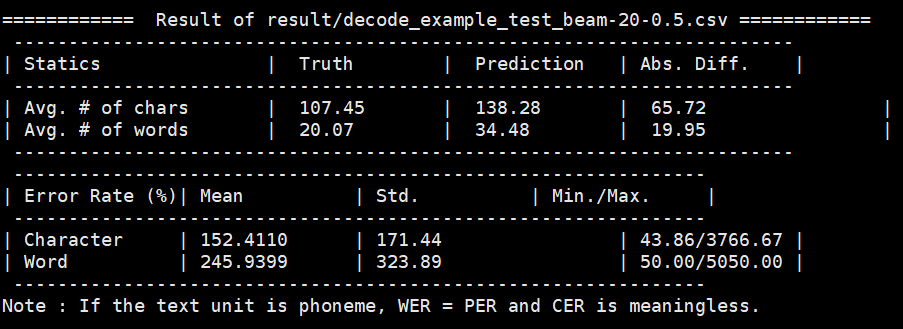 ============  Result of result/decode_example_test_beam-20-0.5.csv ============
 -----------------------------------------------------------------------
| Statics               |  Truth        |  Prediction   | Abs. Diff.    |
 -----------------------------------------------------------------------
| Avg. # of chars       |  107.45       |  138.28       |  65.72                |
| Avg. # of words       |  20.07        |  34.48        |  19.95                |
 -----------------------------------------------------------------------
 ---------------------------------------------------------------
| Error Rate (%)| Mean          | Std.          | Min./Max.     |
 ---------------------------------------------------------------
| Character     | 152.4110      | 171.44                | 43.86/3766.67 |
| Word          | 245.9399      | 323.89                | 50.00/5050.00 |
 ---------------------------------------------------------------
Note : If the text unit is phoneme, WER = PER and CER is meaningless.